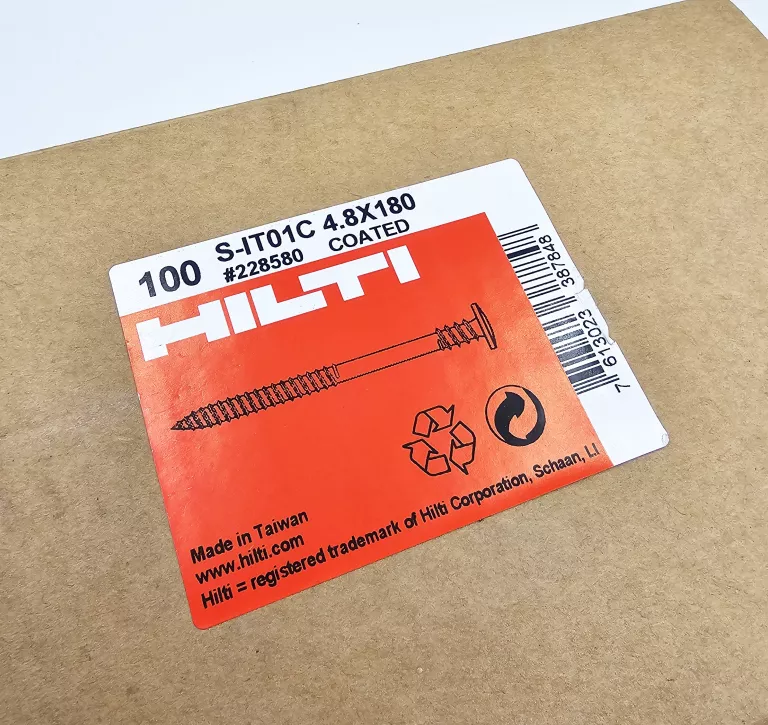 100 S-IT01C 4.8X180
#228580 COATED
HILTI
7 613023 387848
Made in Taiwan
www.hilti.com
Hilti = registered trademark of Hilti Corporation, Schaan, LI